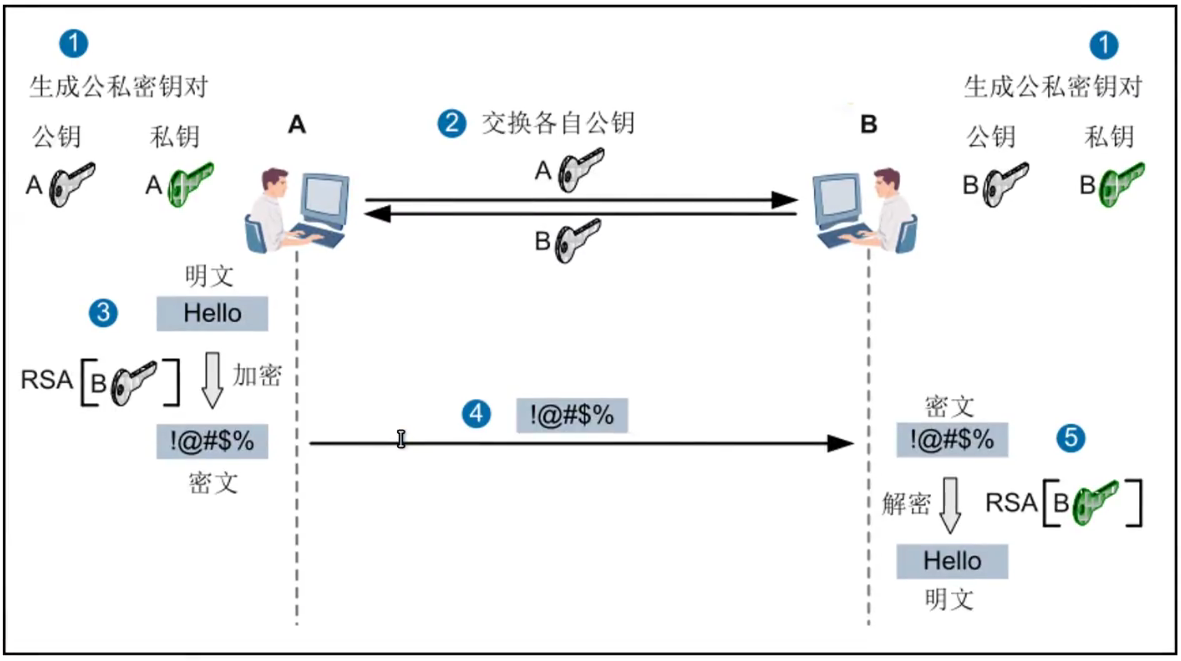 1
生成公私密钥对
公钥 私钥
A A
A
2 交换各自公钥
A
B
B
1
生成公私密钥对
公钥 私钥
B B
明文
3 Hello
RSA [B ] 加密
!@#$%
密文
4 !@#$%
密文
!@#$% 5
解密 RSA [B ]
Hello
明文